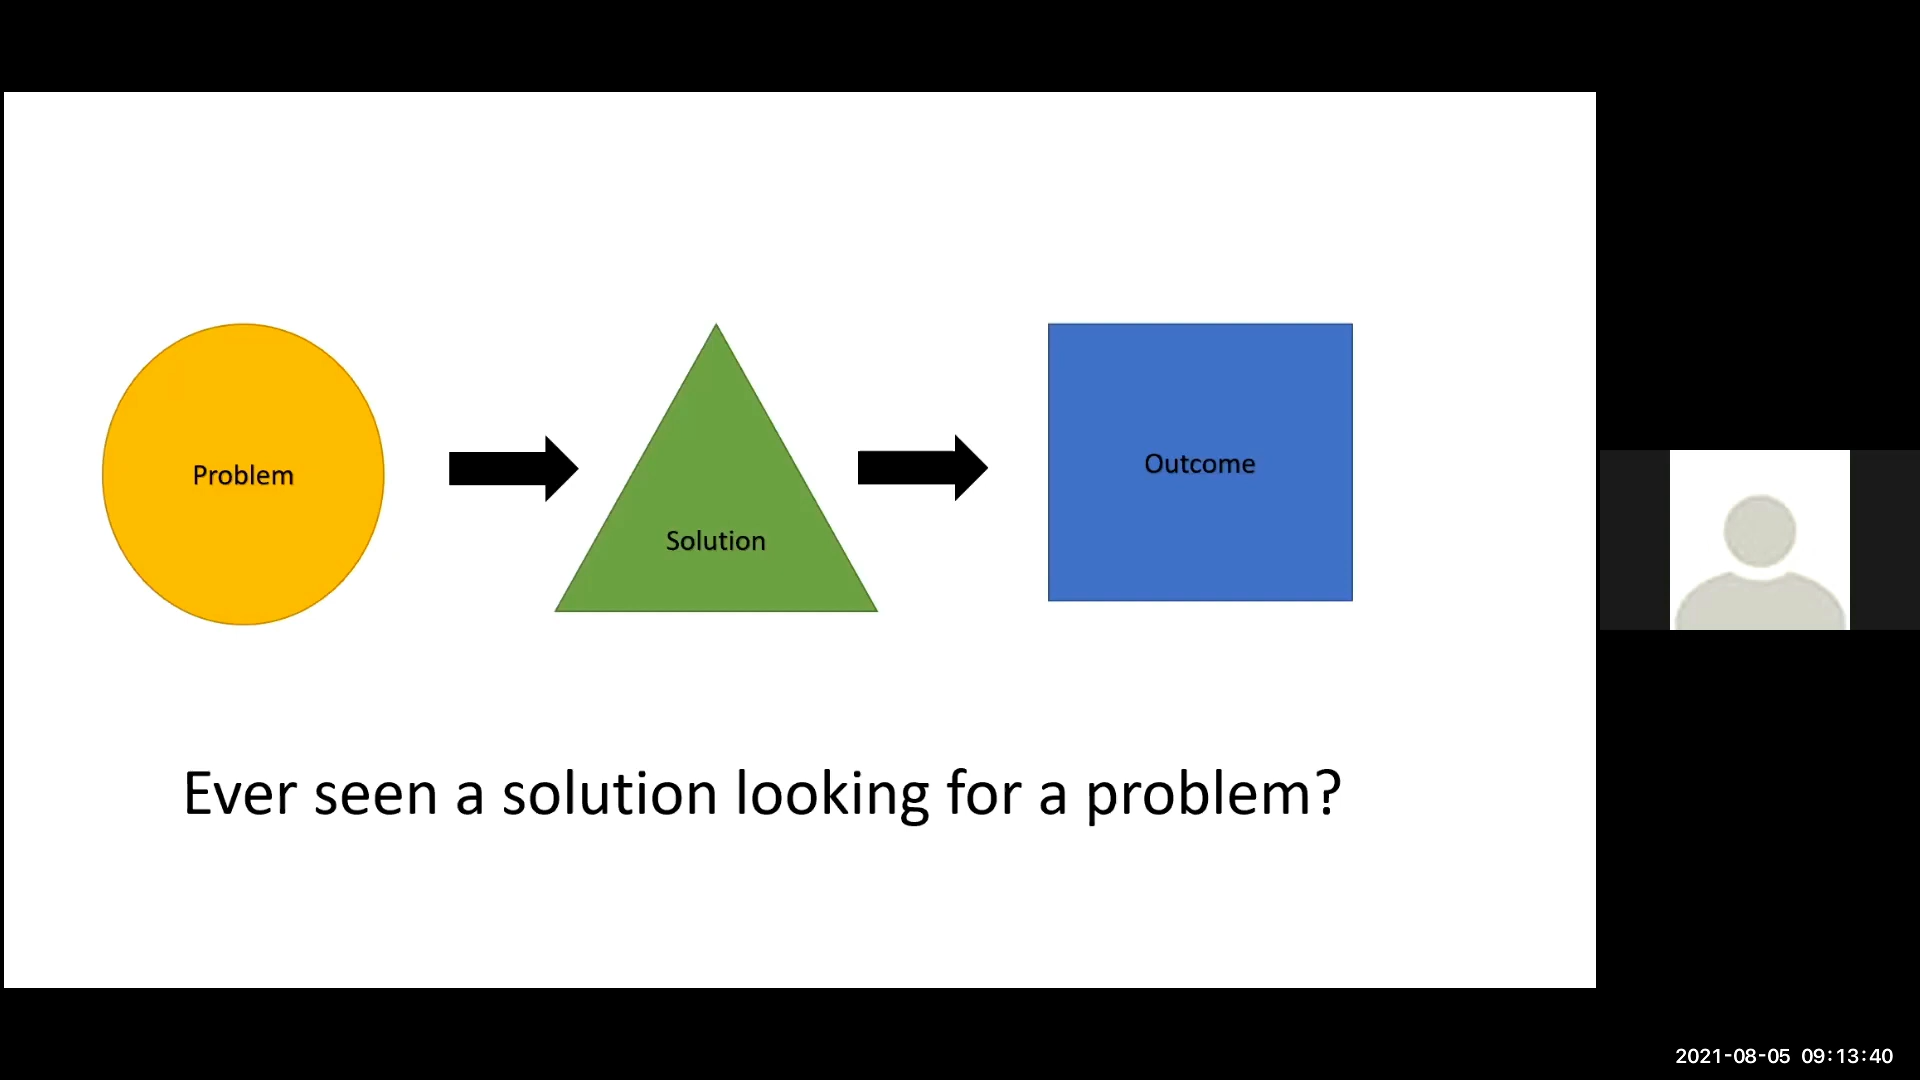 Problem
Solution
Outcome
Ever seen a solution looking for a problem?
2021-08-05 09:13:40